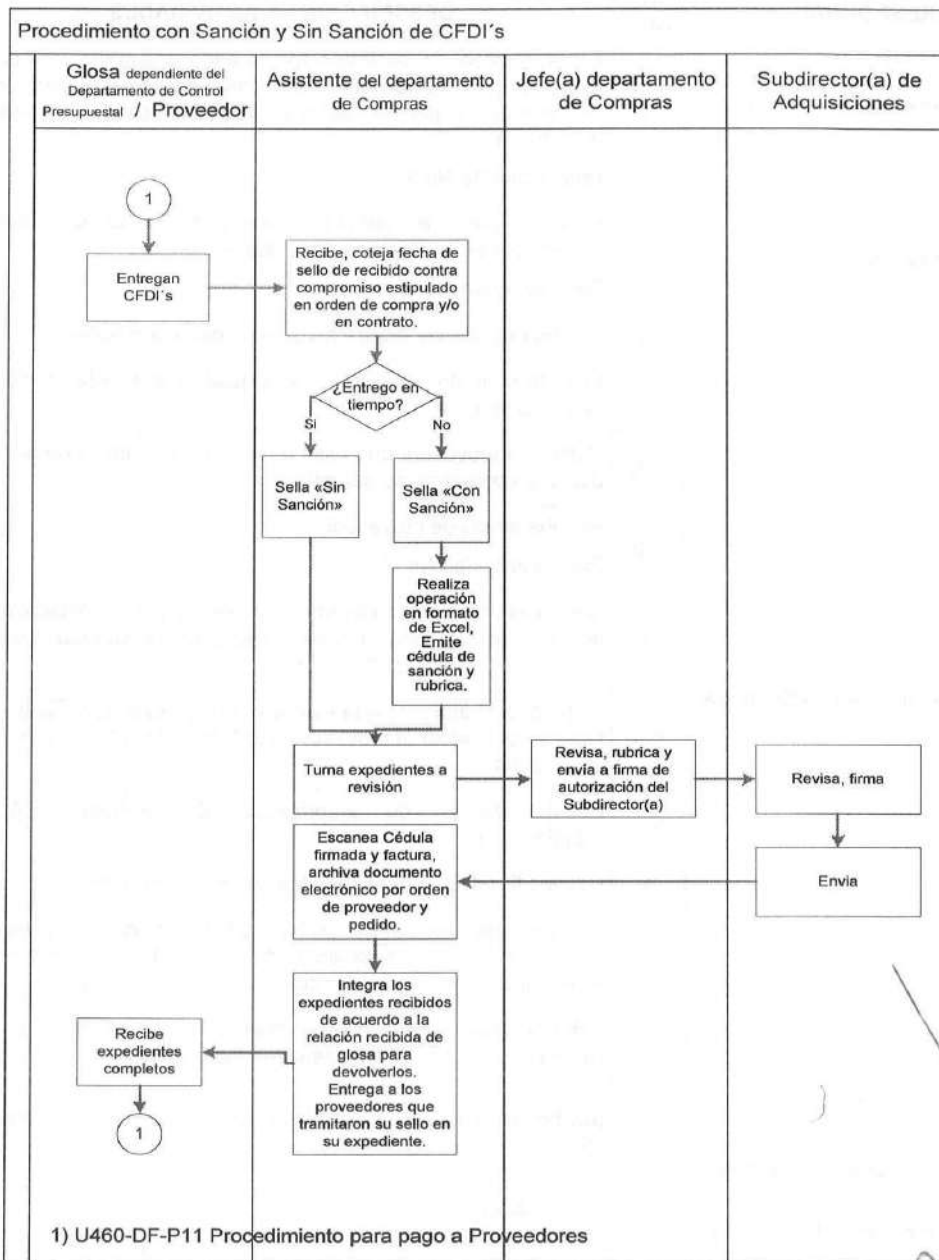 Procedimiento con Sanción y Sin Sanción de CFDI´s
Glosa dependiente del
Departamento de Control
Presupuestal / Proveedor
Asistente del departamento
de Compras
Jefe(a) departamento
de Compras
Subdirector(a) de
Adquisiciones
1
Entregan
CFDI´s
Recibe, coteja fecha de
sello de recibido contra
compromiso estipulado
en orden de compra y/o
en contrato.
¿Entrego en
tiempo?
Si
No
Sella «Sin
Sanción»
Sella «Con
Sanción»
Realiza
operación
en formato
de Excel,
Emite
cédula de
sanción y
rubrica.
Turna expedientes a
revisión
Revisa, rubrica y
envía a firma de
autorización del
Subdirector(a)
Revisa, firma
Escanea Cédula
firmada y factura,
archiva documento
electrónico por orden
de proveedor y
pedido.
Envia
Integra los
expedientes recibidos
de acuerdo a la
relación recibida de
glosa para
devolverlos.
Entrega a los
proveedores que
tramitaron su sello en
su expediente.
Recibe
expedientes
completos
1
1) U460-DF-P11 Procedimiento para pago a Proveedores